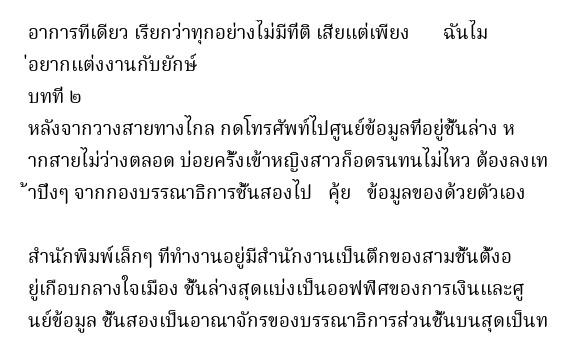 อาการทีเดียว เรียกว่าทุกอย่างไม่มีทีติ เสียแต่เพียง      ฉันไม
่อยากแต่งงานกับยักษ์
บทที่ ๒
หลังจากวางสายทางไกล กดโทรศัพท์ไปศูนย์ข้อมูลที่อยู่ชั้นล่าง ห
ากสายไม่ว่างตลอด บ่อยครั้งเข้าหญิงสาวก็อดรนทนไม่ไหว ต้องลงเท
้าปึงๆ จากกองบรรณาธิการชั้นสองไป   คุ้ย   ข้อมูลของด้วยตัวเอง
สำนักพิมพ์เล็กๆ ที่ทำงานอยู่มีสำนักงานเป็นตึกของสามชั้นตั้งอ
ยู่เกือบกลางใจเมือง ชั้นล่างสุดแบ่งเป็นออฟฟิศของการเงินและศู
นย์ข้อมูล ชั้นสองเป็นอาณาจักรของบรรณาธิการส่วนชั้นบนสุดเป็นท